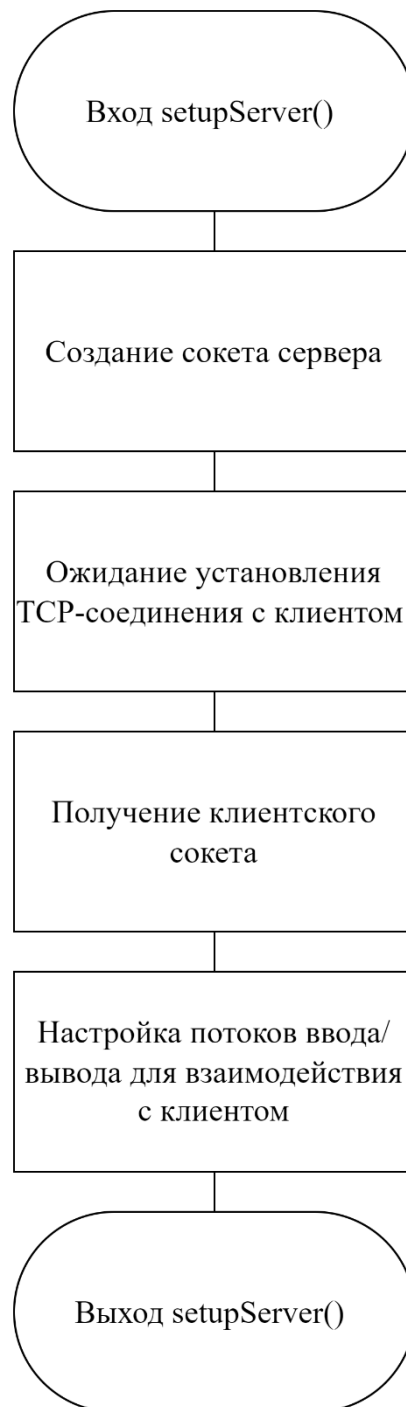 Вход setupServer()
Создание сокета сервера
Ожидание установления
TCP-соединения с клиентом
Получение клиентского
сокета
Настройка потоков ввода/
вывода для взаимодействия
с клиентом
Выход setupServer()